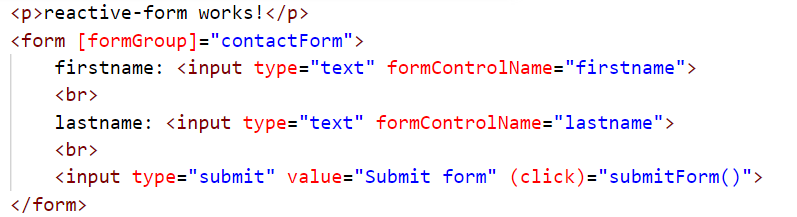 <p>reactive-form works!</p>
<form [formGroup]="contactForm">
    firstname: <input type="text" formControlName="firstname">
    <br>
    lastname: <input type="text" formControlName="lastname">
    <br>
    <input type="submit" value="Submit form" (click)="submitForm()">
</form>